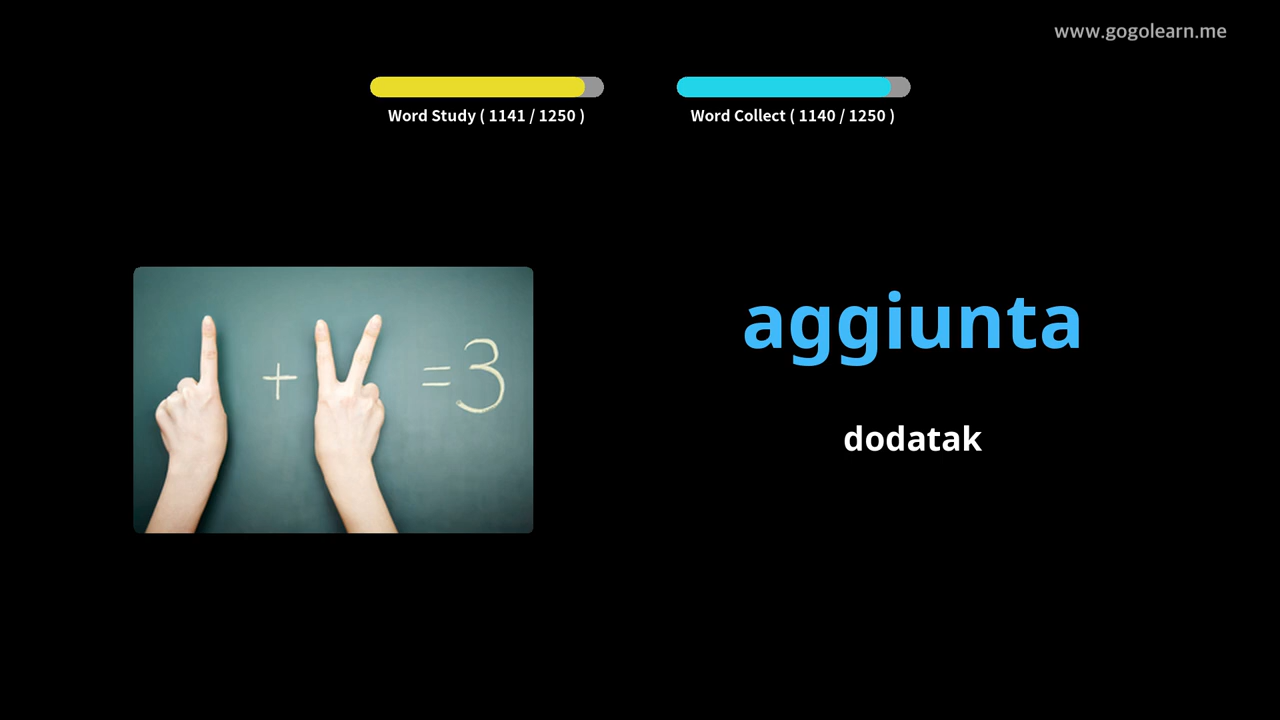 www.gogolearn.me
Word Study ( 1141 / 1250 )
Word Collect ( 1140 / 1250 )
+ = 3
aggiunta
dodatak